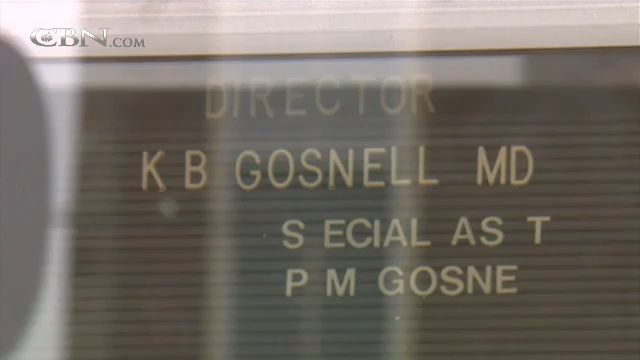 CBN.COM
DIRECTOR
K B GOSNELL MD
S ECIAL AS T
P M GOSNE